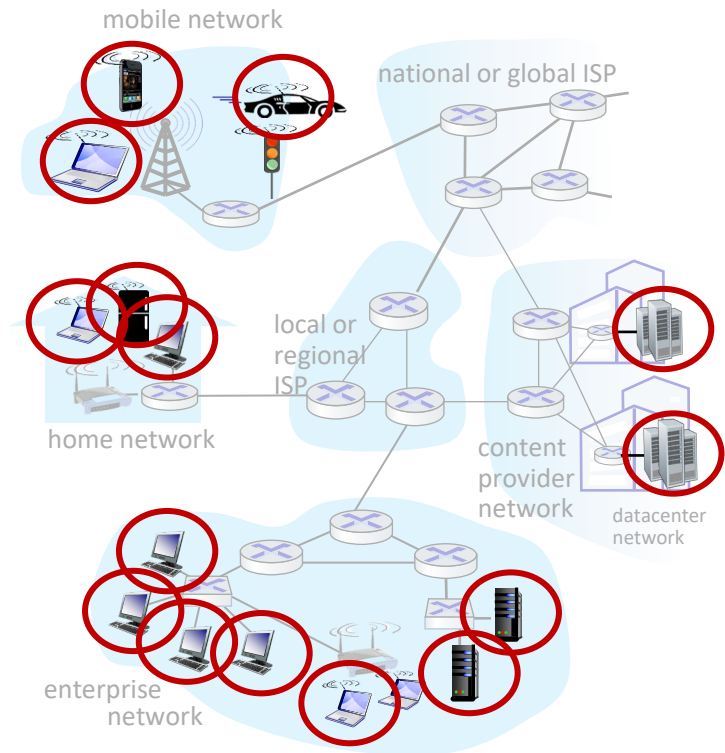 mobile network
national or global ISP
local or
regional
ISP
home network
content
provider
network
datacenter
network
enterprise
network